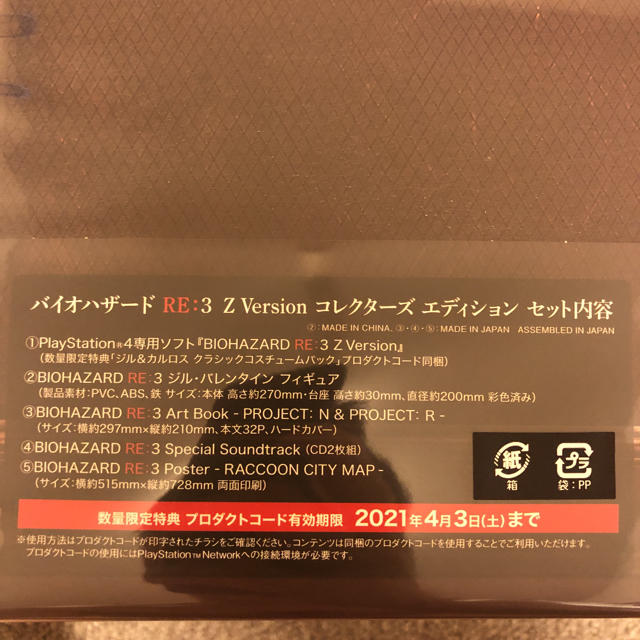 バイオハザード RE:3 Z Version コレクターズ エディション セット内容
②:MADE IN CHINA、③・④・⑤:MADE IN JAPAN ASSEMBLED IN JAPAN
①PlayStation®4専用ソフト『BIOHAZARD RE:3 Z Version』
(数量限定特典「ジル&カルロス クラシックコスチュームパック」プロダクトコード同梱)
②BIOHAZARD RE:3 ジル・バレンタイン フィギュア
(製品素材:PVC、ABS、鉄 サイズ:本体 高さ約270mm・台座 高さ約30mm、直径約200mm 彩色済み)
③BIOHAZARD RE:3 Art Book - PROJECT: N & PROJECT: R -
(サイズ:横約297mm×縦約210mm、本文32P、ハードカバー)
④BIOHAZARD RE:3 Special Soundtrack (CD2枚組)
⑤BIOHAZARD RE:3 Poster - RACCOON CITY MAP -
(サイズ:横約515mm×縦約728mm 両面印刷)
紙
箱
プラ
袋:PP
数量限定特典 プロダクトコード有効期限 2021年4月3日(土)まで
※使用方法はプロダクトコードが印字されたチラシをご確認ください。コンテンツは同梱のプロダクトコードを使用することでご利用いただけます。
プロダクトコードの使用にはPlayStation™Networkへの接続環境が必要です。